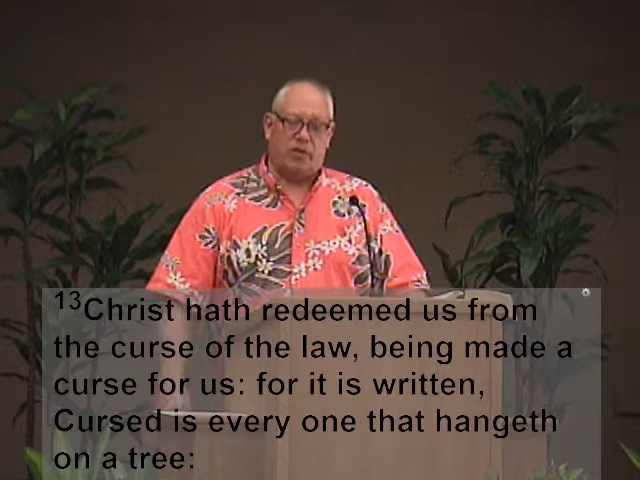 13Christ hath redeemed us from
the curse of the law, being made a
curse for us: for it is written,
Cursed is every one that hangeth
on a tree: